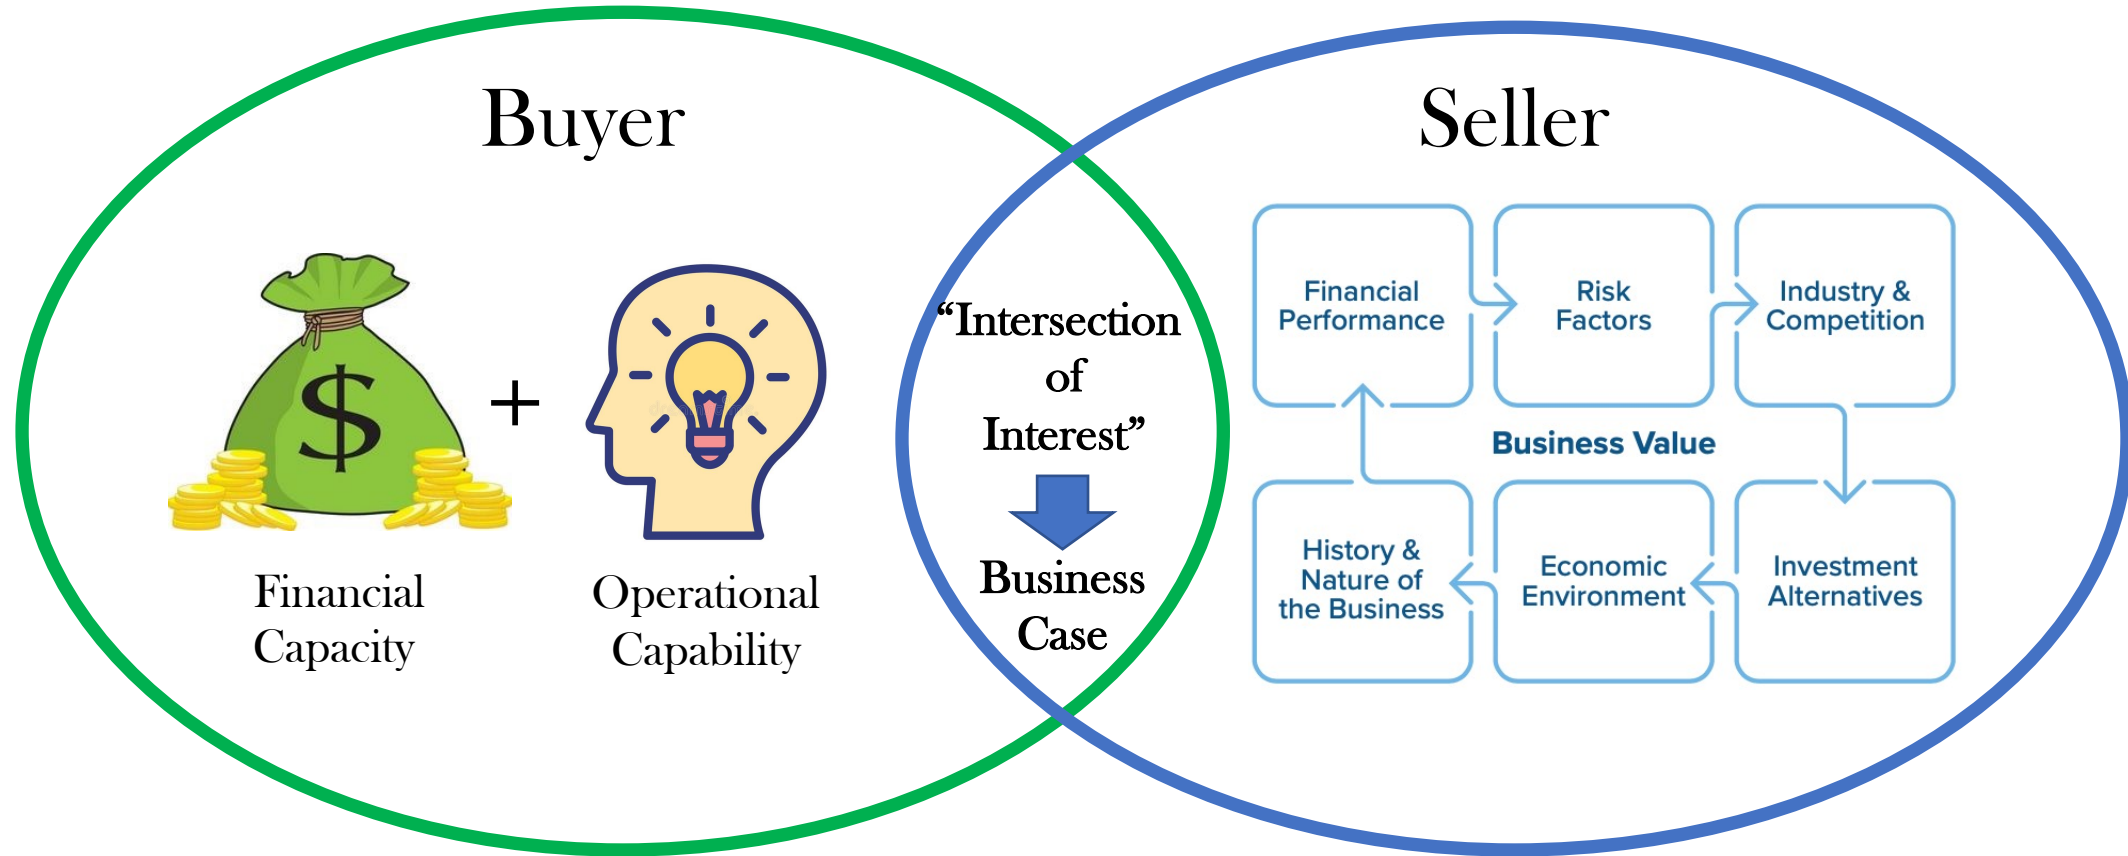 Buyer
Seller
$
+
Financial
Capacity
Operational
Capability
“Intersection
of
Interest”
Business
Case
Financial
Performance
Risk
Factors
Industry &
Competition
Business Value
History &
Nature of
the Business
Economic
Environment
Investment
Alternatives